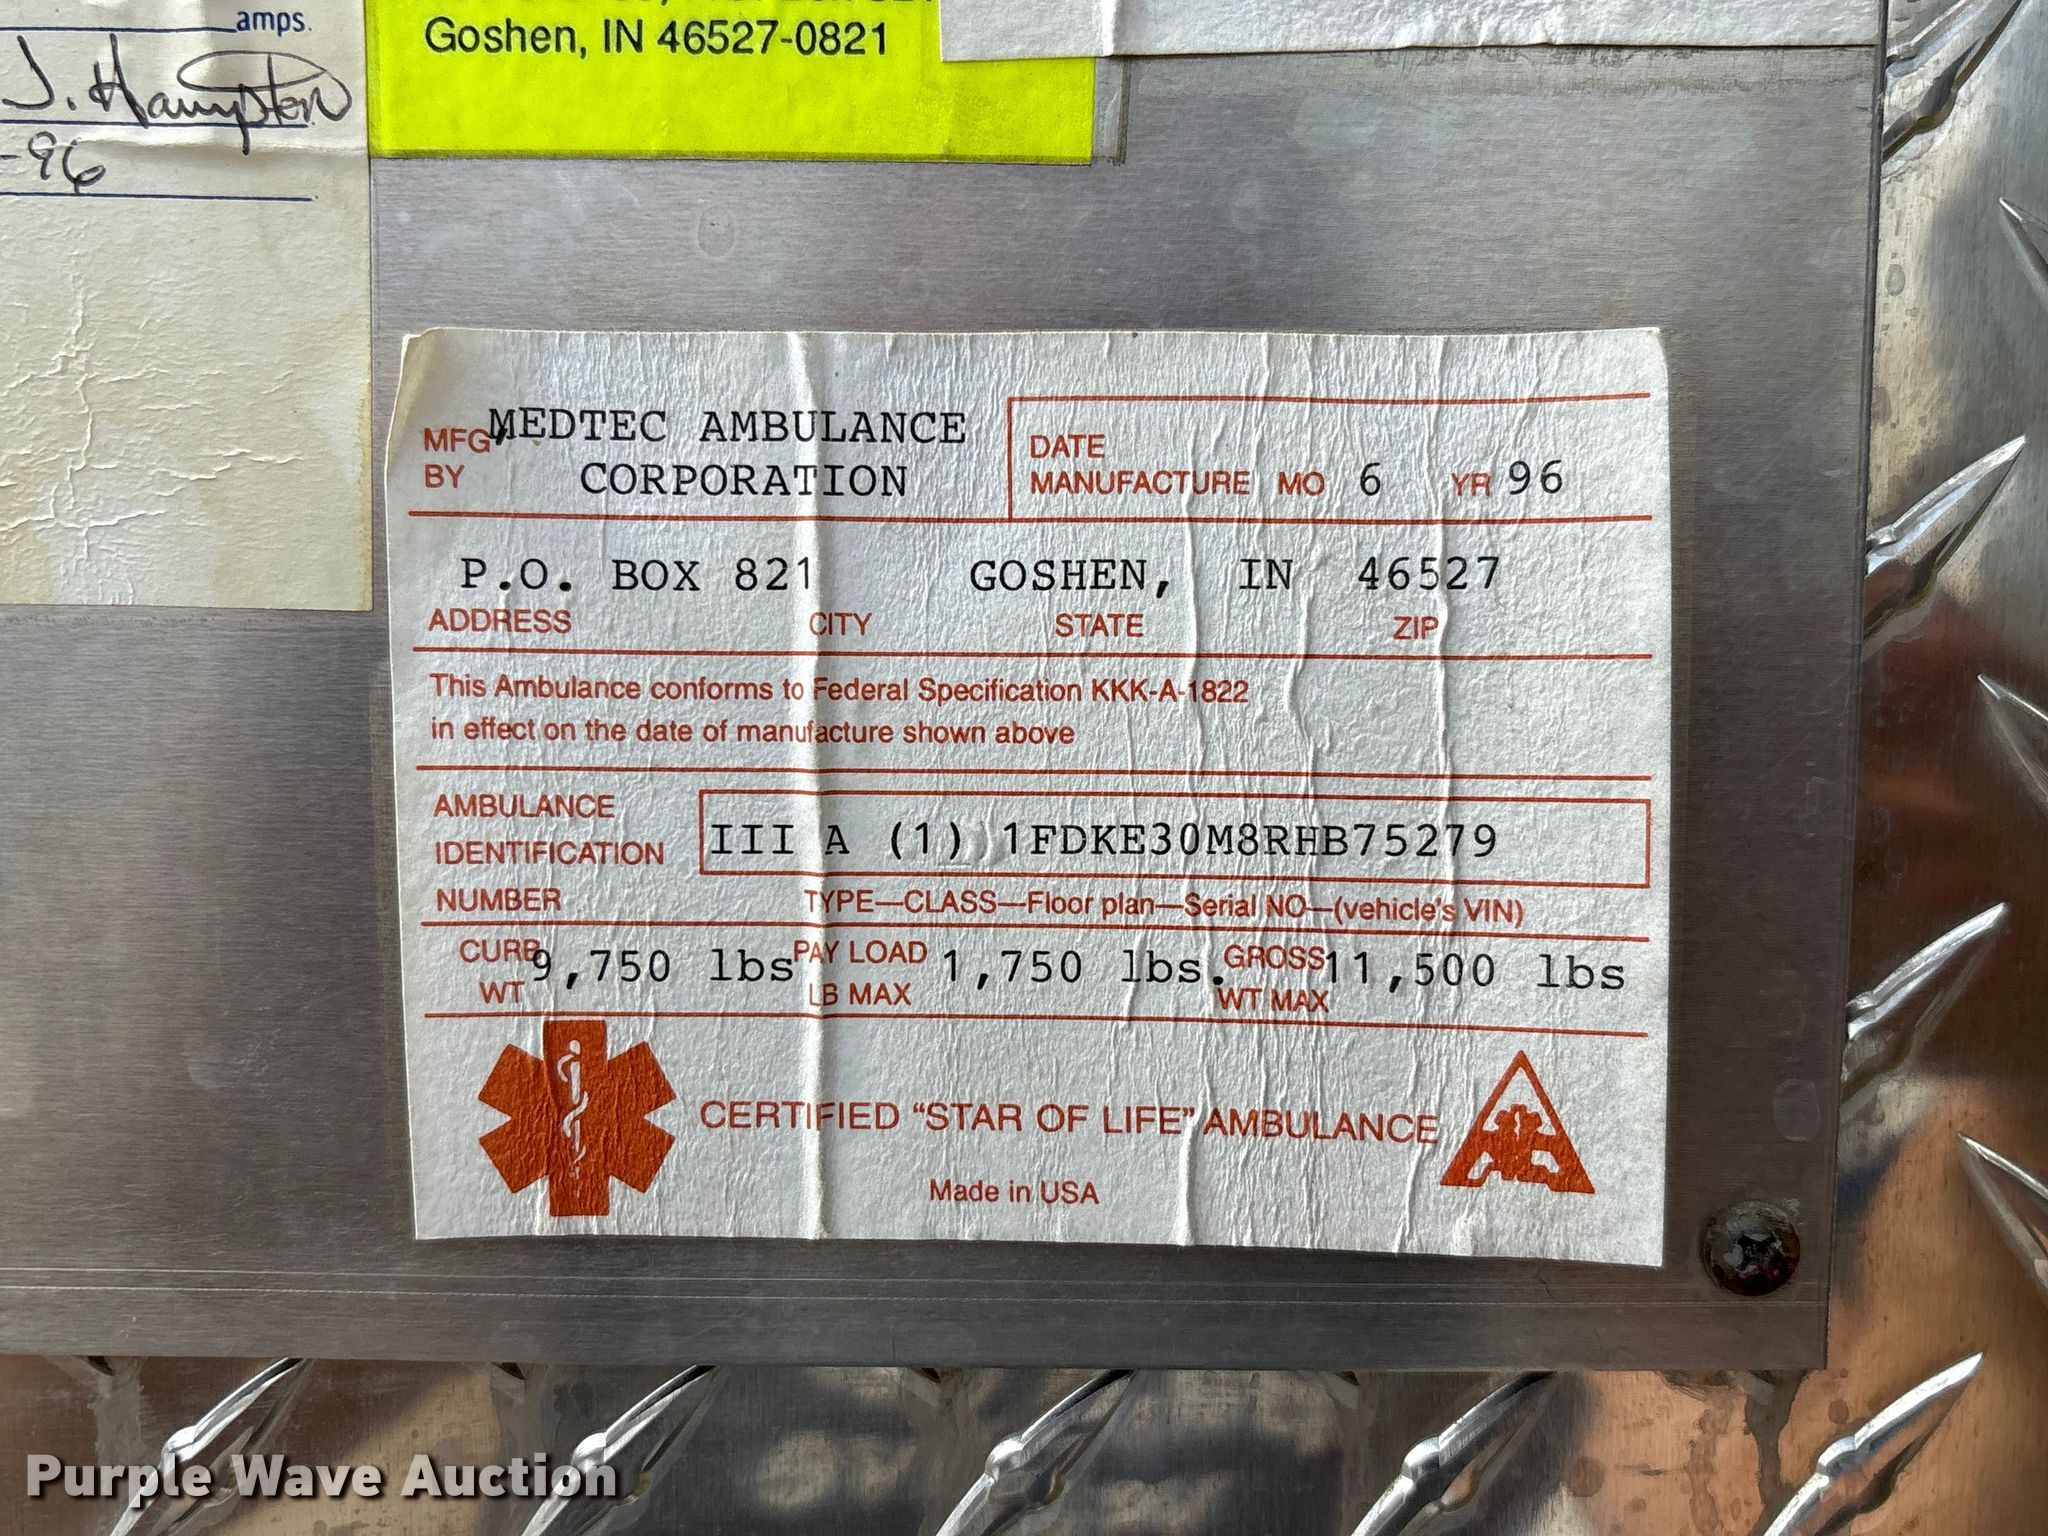 amps.
J. Hampton
-96
Goshen, IN 46527-0821
MFG MEDTEC AMBULANCE
BY CORPORATION
DATE
MANUFACTURE MO 6 YR 96
P.O. BOX 821 GOSHEN, IN 46527
ADDRESS CITY STATE ZIP
This Ambulance conforms to Federal Specification KKK-A-1822
in effect on the date of manufacture shown above
AMBULANCE
IDENTIFICATION
NUMBER
III A (1) 1FDKE30M8RHB75279
TYPE—CLASS—Floor plan—Serial NO—(vehicle's VIN)
CURB WT 9,750 lbs PAY LOAD LB MAX 1,750 lbs. GROSS WT MAX 11,500 lbs
CERTIFIED “STAR OF LIFE” AMBULANCE
Made in USA
Purple Wave Auction